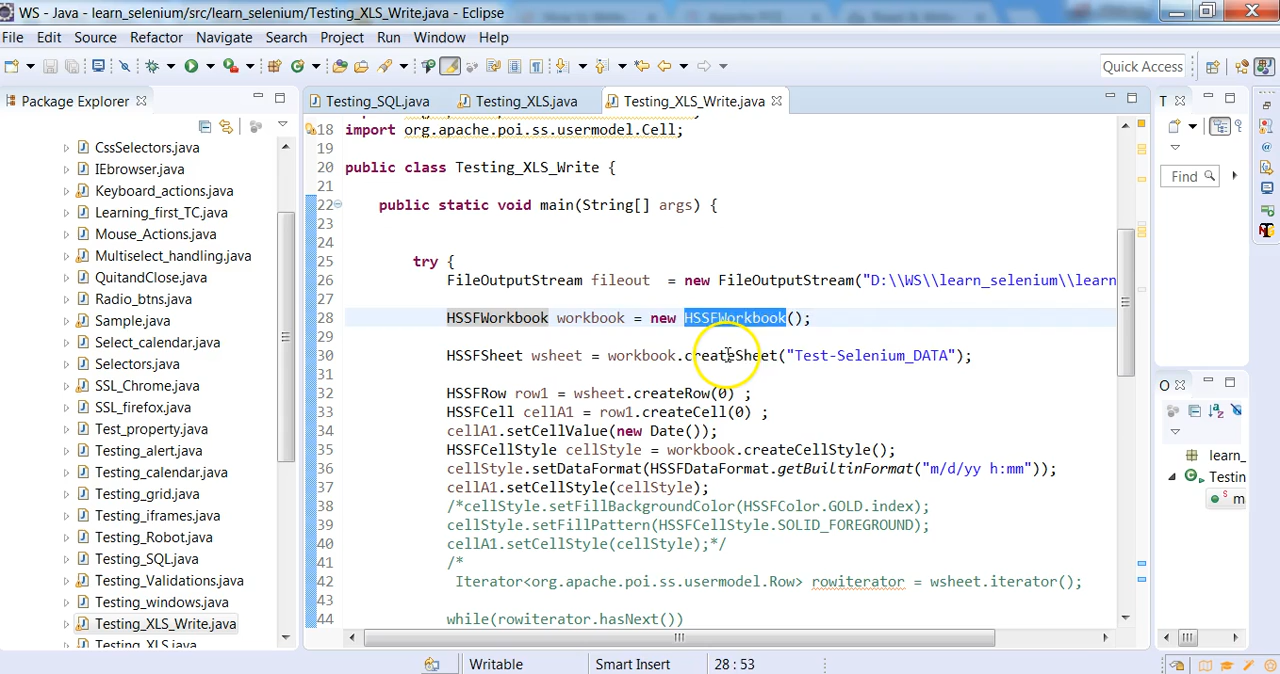 WS - Java - learn_selenium/src/learn_selenium/Testing_XLS_Write.java - Eclipse
File Edit Source Refactor Navigate Search Project Run Window Help
Quick Access
Package Explorer
CssSelectors.java
IEbrowser.java
Keyboard_actions.java
Learning_first_TC.java
Mouse_Actions.java
Multiselect_handling.java
QuitandClose.java
Radio_btns.java
Sample.java
Select_calendar.java
Selectors.java
SSL_Chrome.java
SSL_firefox.java
Test_property.java
Testing_alert.java
Testing_calendar.java
Testing_grid.java
Testing_iframes.java
Testing_Robot.java
Testing_SQL.java
Testing_Validations.java
Testing_windows.java
Testing_XLS_Write.java
Testing_XLS.java
Testing_SQL.java Testing_XLS.java Testing_XLS_Write.java
18 import org.apache.poi.ss.usermodel.Cell;
19
20 public class Testing_XLS_Write {
21
22 public static void main(String[] args) {
23
24
25 try {
26 FileOutputStream fileout = new FileOutputStream("D:\\WS\\learn_selenium\\learn
27
28 HSSFWorkbook workbook = new HSSFWorkbook();
29
30 HSSFSheet wsheet = workbook.createSheet("Test-Selenium_DATA");
31
32 HSSFRow row1 = wsheet.createRow(0) ;
33 HSSFCell cellA1 = row1.createCell(0) ;
34 cellA1.setCellValue(new Date());
35 HSSFCellStyle cellStyle = workbook.createCellStyle();
36 cellStyle.setDataFormat(HSSFDataFormat.getBuiltinFormat("m/d/yy h:mm"));
37 cellA1.setCellStyle(cellStyle);
38 /*cellStyle.setFillBackgroundColor(HSSFColor.GOLD.index);
39 cellStyle.setFillPattern(HSSFCellStyle.SOLID_FOREGROUND);
40 cellA1.setCellStyle(cellStyle);*/
41 /*
42 Iterator<org.apache.poi.ss.usermodel.Row> rowiterator = wsheet.iterator();
43
44 while(rowiterator.hasNext())
T
Find
O
learn_
Testin
m
Writable Smart Insert 28 : 53